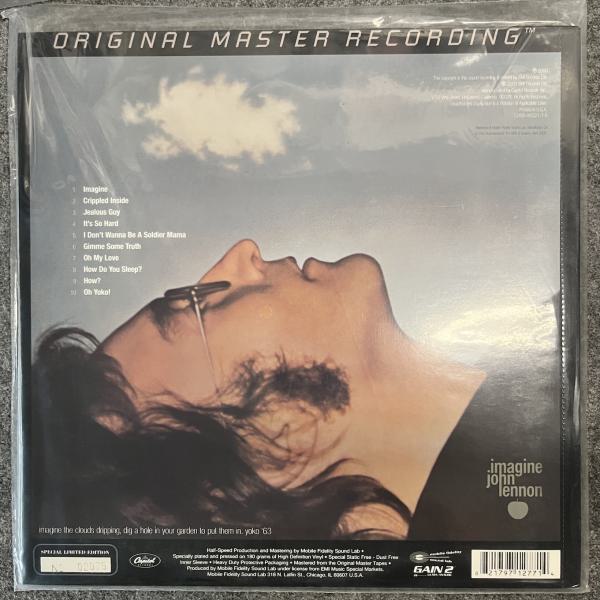 ORIGINAL MASTER RECORDING™
1 Imagine
2 Crippled Inside
3 Jealous Guy
4 It's So Hard
5 I Don't Wanna Be A Soldier Mama
6 Gimme Some Truth
7 Oh My Love
8 How Do You Sleep?
9 How?
10 Oh Yoko!
imagine
john
lennon
imagine the clouds dripping, dig a hole in your garden to put them in. yoko '63
SPECIAL LIMITED EDITION
Capitol
Half-Speed Production and Mastering by Mobile Fidelity Sound Lab •
Specially plated and pressed on 180 grams of High Definition Vinyl • Special Static Free - Dust Free
Inner Sleeve • Heavy Duty Protective Packaging • Mastered from the Original Master Tapes •
Produced by Mobile Fidelity Sound Lab under license from EMI Music Special Markets.
Mobile Fidelity Sound Lab 318 N. Laflin St., Chicago, IL 60607 U.S.A.
GAIN 2
8 21797 12771